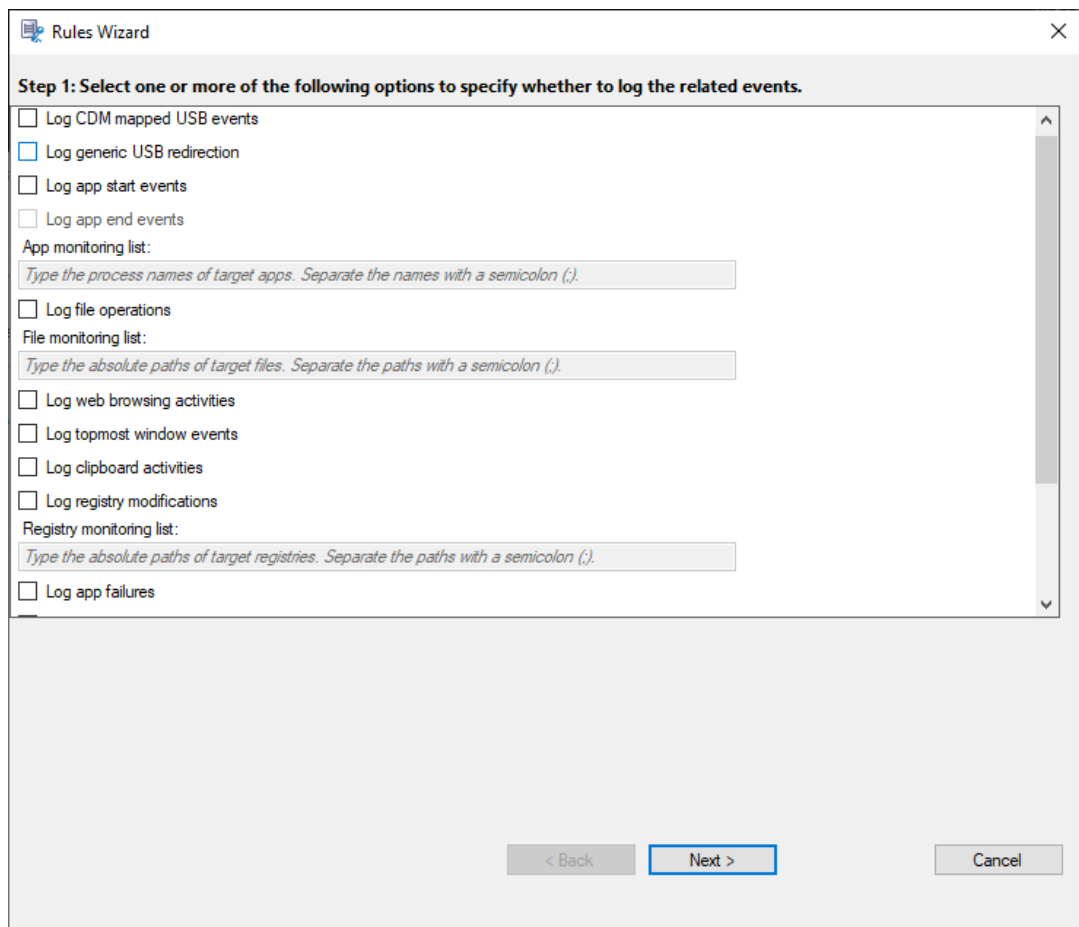 Rules Wizard
Step 1: Select one or more of the following options to specify whether to log the related events.
Log CDM mapped USB events
Log generic USB redirection
Log app start events
Log app end events
App monitoring list:
Type the process names of target apps. Separate the names with a semicolon (;).
Log file operations
File monitoring list:
Type the absolute paths of target files. Separate the paths with a semicolon (;).
Log web browsing activities
Log topmost window events
Log clipboard activities
Log registry modifications
Registry monitoring list:
Type the absolute paths of target registries. Separate the paths with a semicolon (;).
Log app failures
< Back Next > Cancel